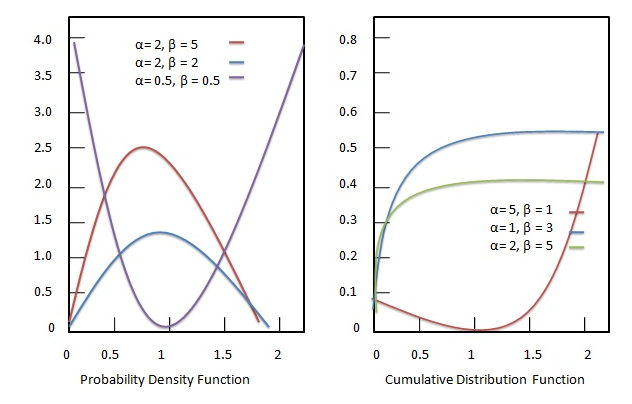 4.0
3.5
3.0
2.5
2.0
1.5
1.0
0.5
0
0 0.5 1 1.5 2
α= 2, β = 5
α= 2, β = 2
α= 0.5, β = 0.5
Probability Density Function
0.8
0.7
0.6
0.5
0.4
0.3
0.2
0.1
0
0 0.5 1 1.5 2
α= 5, β = 1
α= 1, β = 3
α= 2, β = 5
Cumulative Distribution Function